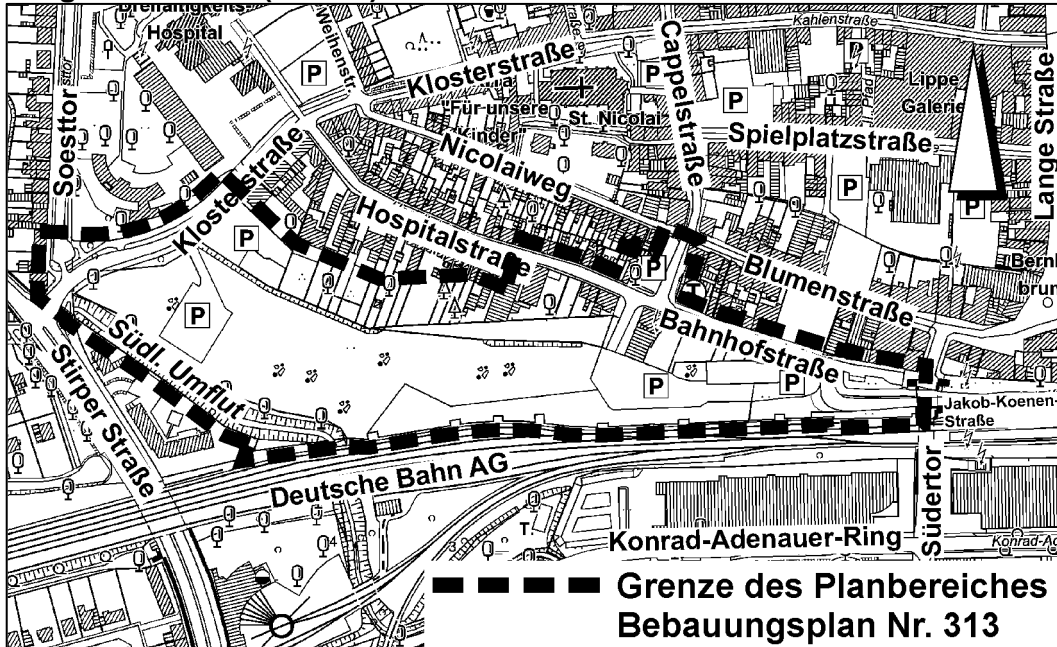 Hospital
Weihenstr.
P
Klosterstraße
Kahlenstraße
Cappelstraße
P
P
Lippe
Galerie
P
"Für unsere
Kinder"
St. Nicolai
Spielplatzstraße
Lange Straße
Soesttor
Nicolaiweg
P
P
Klosterstraße
P
Hospitalstraße
P
Blumenstraße
P
Südl. Umflut
Bahnhofstraße
P
P
Stirper Straße
Jakob-Koenen-
Straße
Deutsche Bahn AG
Südertor
Konrad-Adenauer-Ring
Grenze des Planbereiches
Bebauungsplan Nr. 313